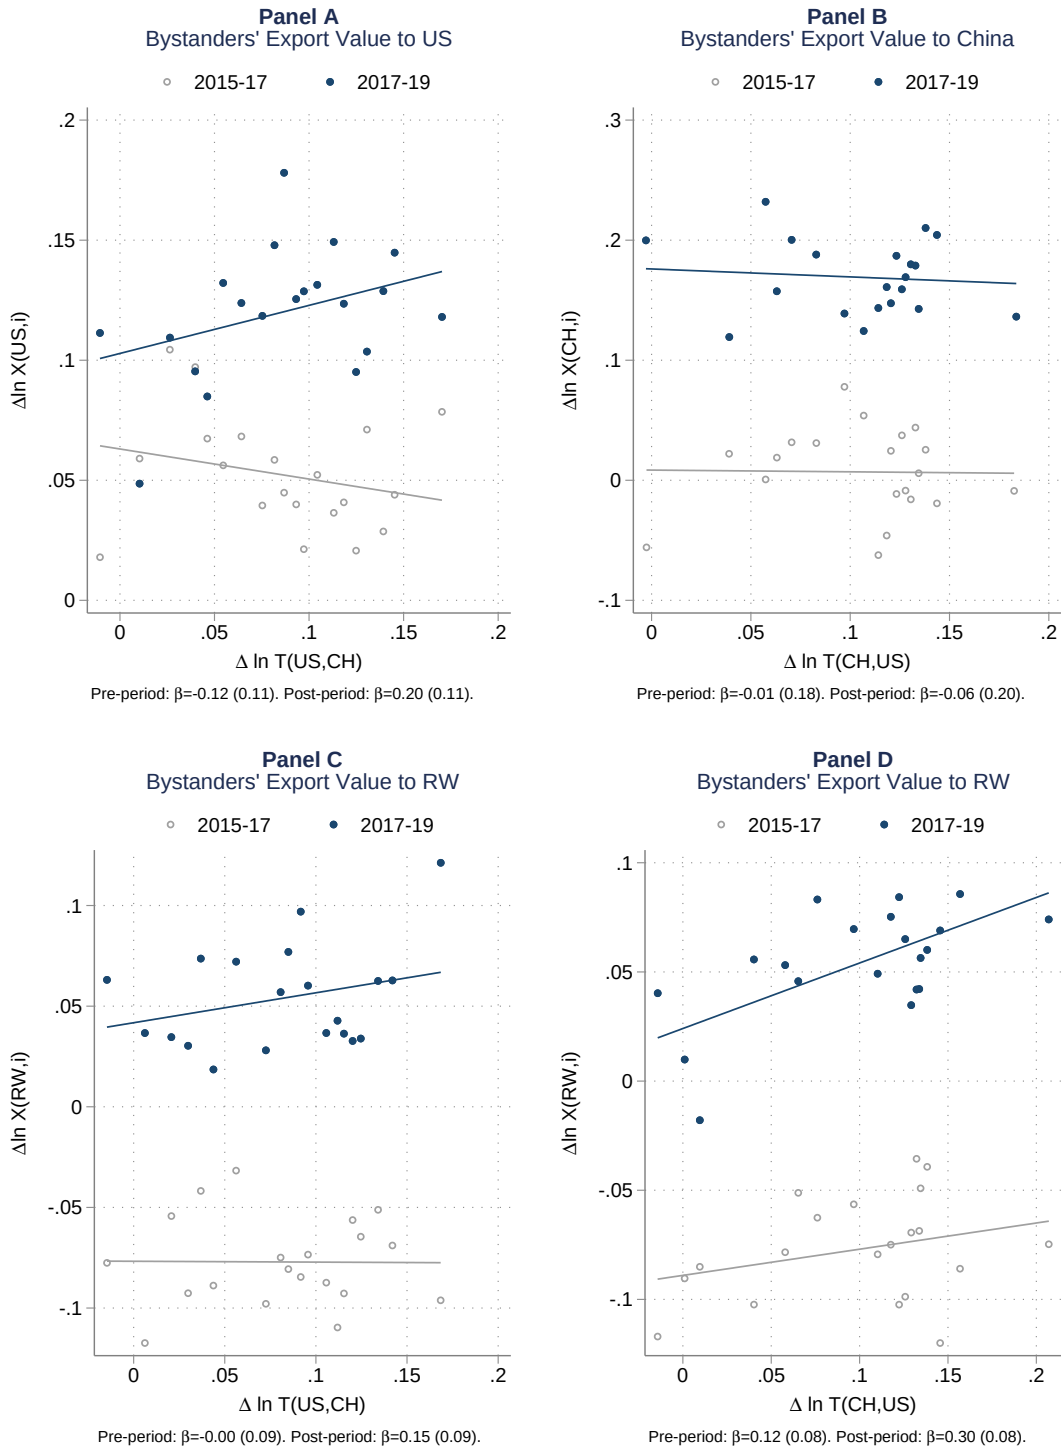 Panel A
Bystanders' Export Value to US
2015-17 2017-19
.2
.15
.1
.05
0
Δln X(US,i)
0 .05 .1 .15 .2
Δ ln T(US,CH)
Pre-period: β=-0.12 (0.11). Post-period: β=0.20 (0.11).
Panel B
Bystanders' Export Value to China
2015-17 2017-19
.3
.2
.1
0
-.1
Δln X(CH,i)
0 .05 .1 .15 .2
Δ ln T(CH,US)
Pre-period: β=-0.01 (0.18). Post-period: β=-0.06 (0.20).
Panel C
Bystanders' Export Value to RW
2015-17 2017-19
.1
.05
0
-.05
-.1
Δln X(RW,i)
0 .05 .1 .15 .2
Δ ln T(US,CH)
Pre-period: β=-0.00 (0.09). Post-period: β=0.15 (0.09).
Panel D
Bystanders' Export Value to RW
2015-17 2017-19
.1
.05
0
-.05
-.1
Δln X(RW,i)
0 .05 .1 .15 .2
Δ ln T(CH,US)
Pre-period: β=0.12 (0.08). Post-period: β=0.30 (0.08).